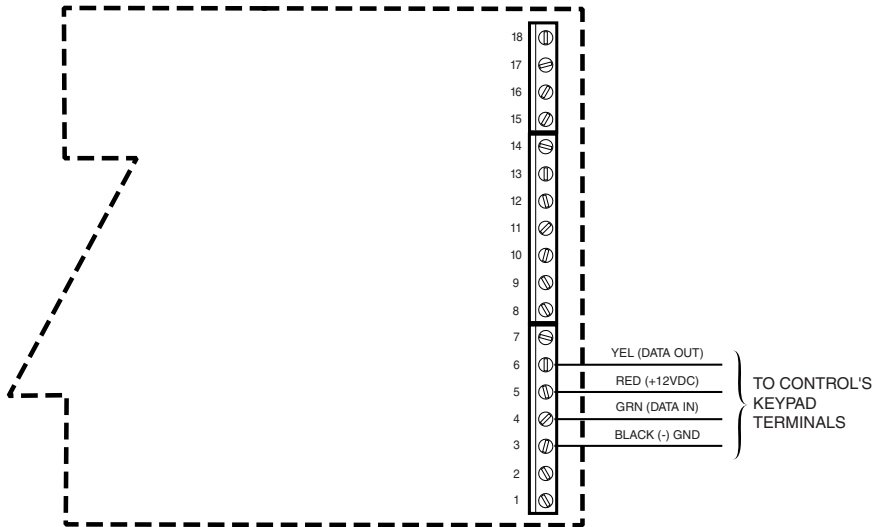 18
17
16
15
14
13
12
11
10
9
8
7
6
5
4
3
2
1
YEL (DATA OUT)
RED (+12VDC)
GRN (DATA IN)
BLACK (-) GND
TO CONTROL'S
KEYPAD
TERMINALS